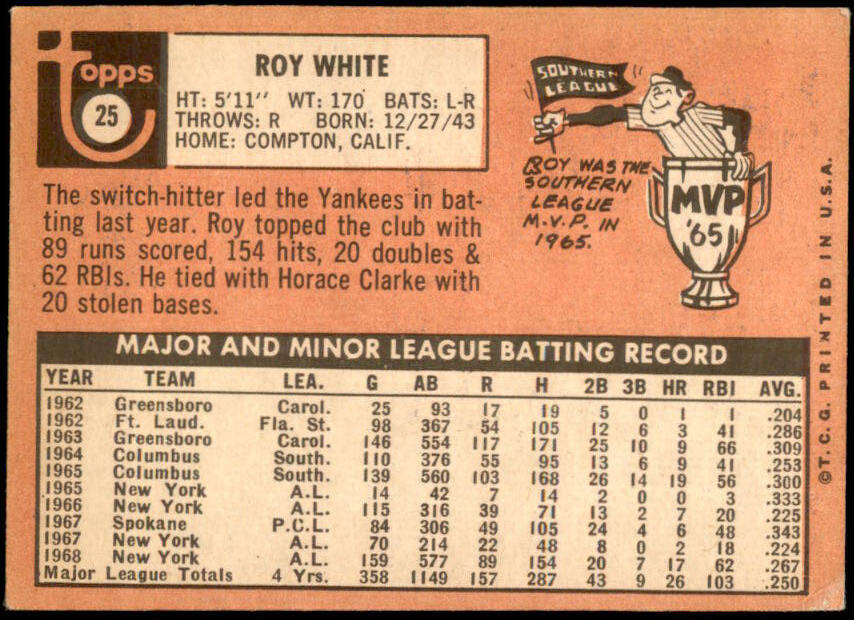 Topps
25
ROY WHITE
HT: 5'11" WT: 170 BATS: L-R
THROWS: R BORN: 12/27/43
HOME: COMPTON, CALIF.
The switch-hitter led the Yankees in bat-
ting last year. Roy topped the club with
89 runs scored, 154 hits, 20 doubles &
62 RBIs. He tied with Horace Clarke with
20 stolen bases.
SOUTHERN
LEAGUE
ROY WAS THE
SOUTHERN
LEAGUE
M.V.P. IN
1965.
MVP
'65
MAJOR AND MINOR LEAGUE BATTING RECORD
YEAR TEAM LEA. G AB R H 2B 3B HR RBI AVG.
1962 Greensboro Carol. 25 93 17 19 5 0 1 1 .204
1962 Ft. Laud. Fla. St. 98 367 54 105 12 6 3 41 .286
1963 Greensboro Carol. 146 554 117 171 25 10 9 66 .309
1964 Columbus South. 110 376 55 95 13 6 9 41 .253
1965 Columbus South. 139 560 103 168 26 14 19 56 .300
1965 New York A.L. 14 42 7 14 2 0 0 3 .333
1966 New York A.L. 115 316 39 71 13 2 7 20 .225
1967 Spokane P.C.L. 84 306 49 105 24 4 6 48 .343
1967 New York A.L. 70 214 22 48 8 0 2 18 .224
1968 New York A.L. 159 577 89 154 20 7 17 62 .267
Major League Totals 4 Yrs. 358 1149 157 287 43 9 26 103 .250
©T.C.G. PRINTED IN U.S.A.